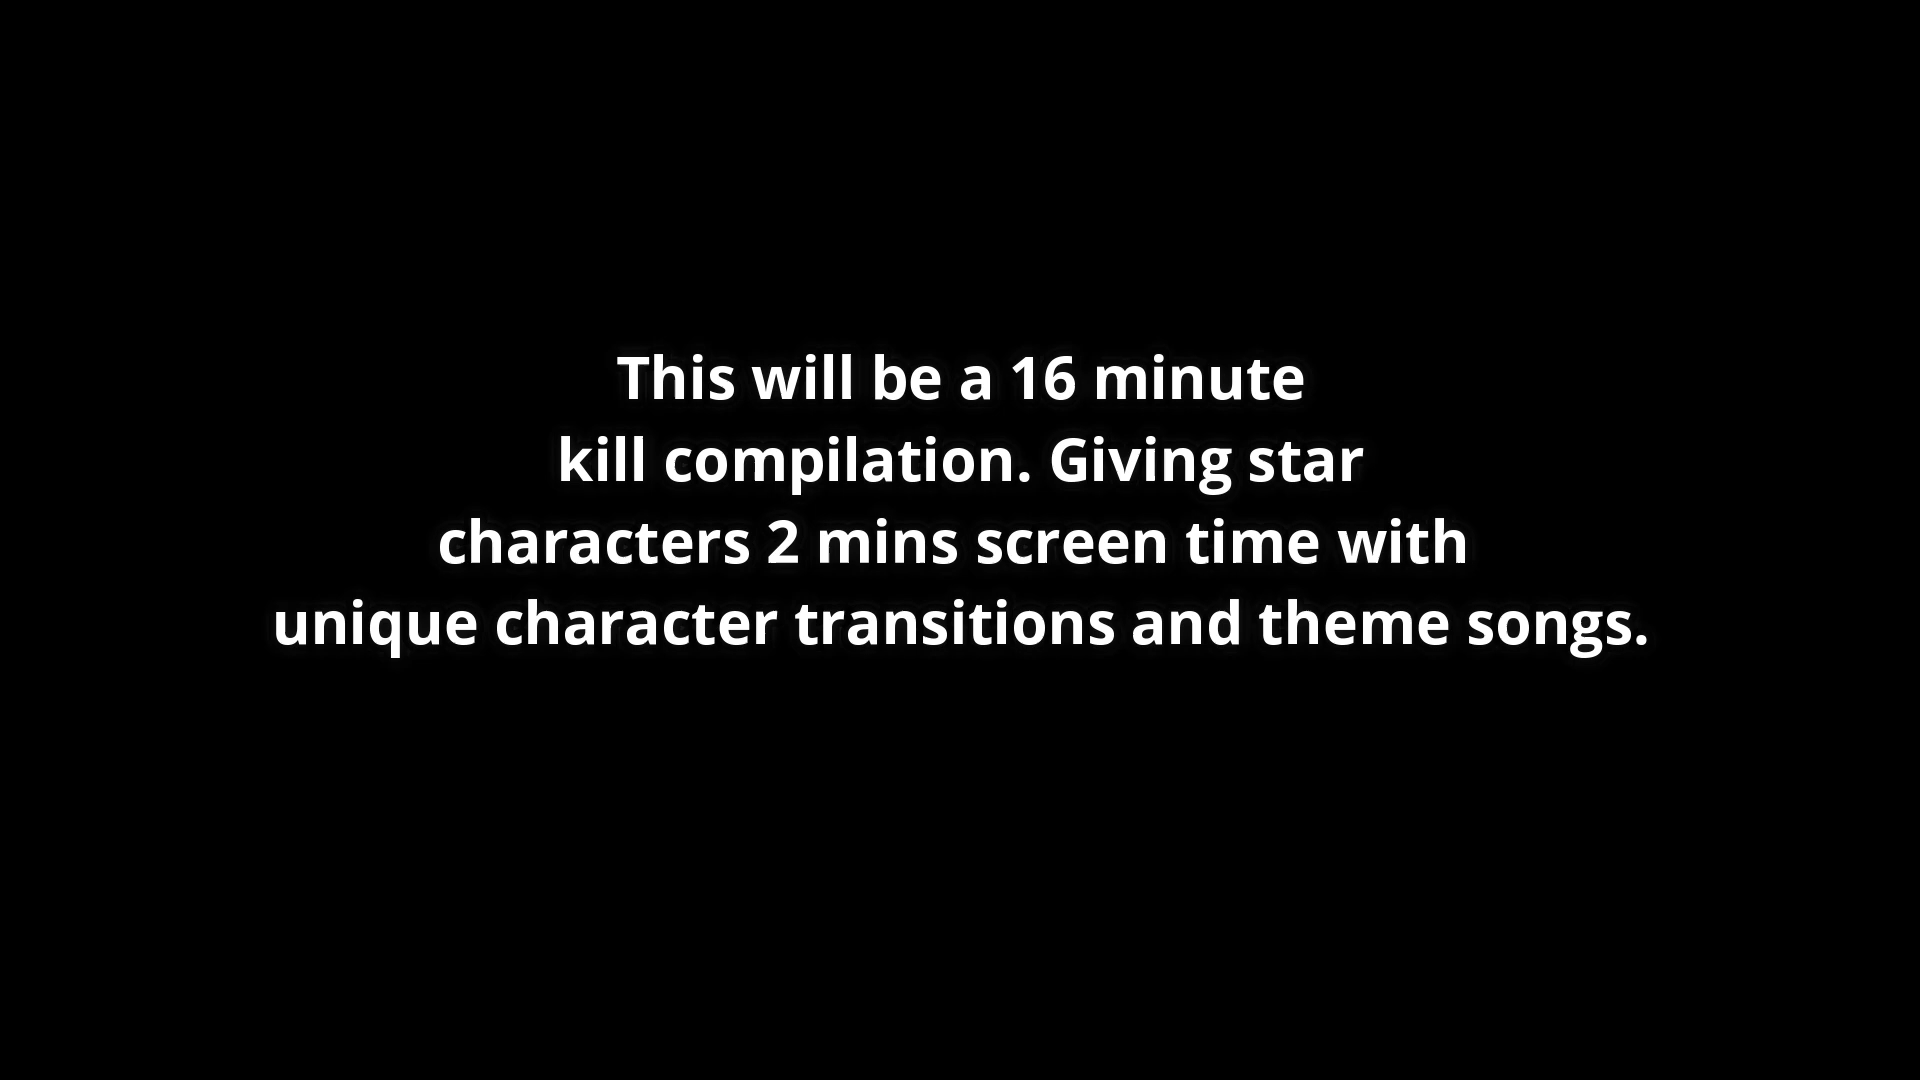 This will be a 16 minute
kill compilation. Giving star
characters 2 mins screen time with
unique character transitions and theme songs.